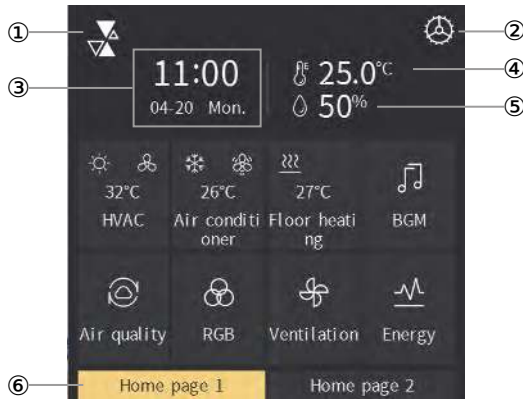 ①
②
③
11:00
04-20 Mon.
E 25.0°C
④
50%
⑤
32°C
26°C
27°C
HVAC
Air conditi
oner
Floor heati
ng
BGM
Air quality
RGB
Ventilation
Energy
⑥
Home page 1
Home page 2